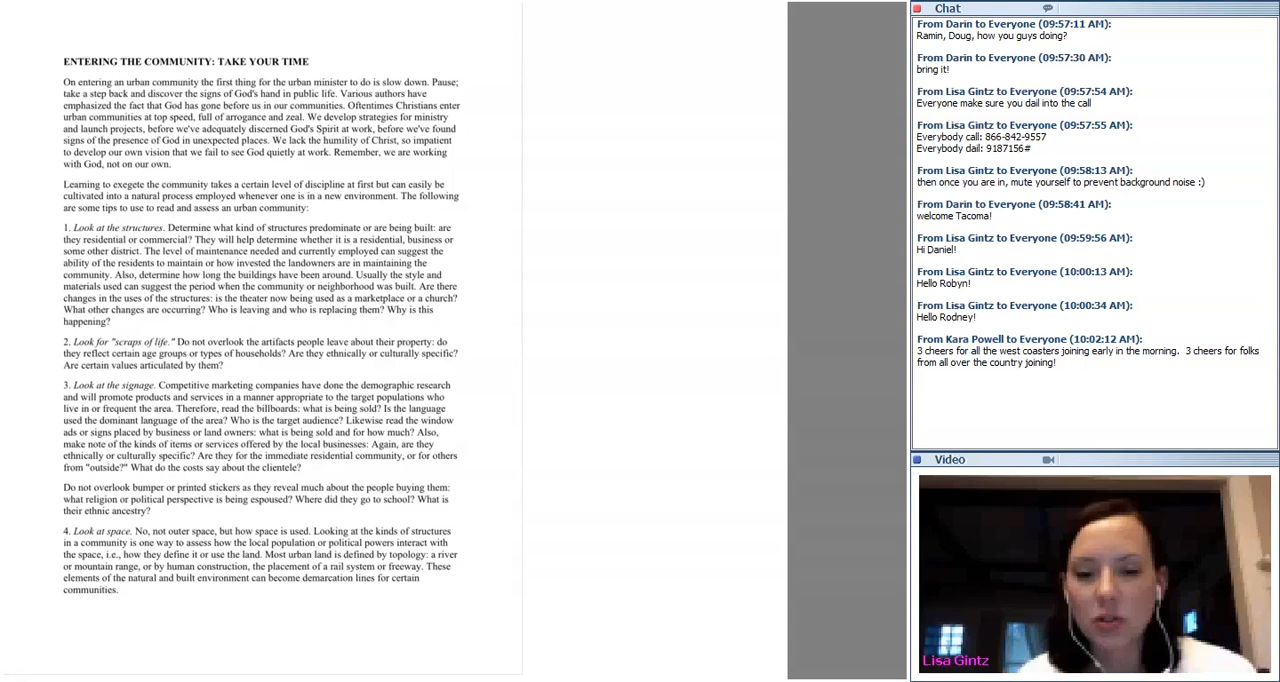 ENTERING THE COMMUNITY: TAKE YOUR TIME
On entering an urban community the first thing for the urban minister to do is slow down. Pause;
take a step back and discover the signs of God's hand in public life. Various authors have
emphasized the fact that God has gone before us in our communities. Oftentimes Christians enter
urban communities at top speed, full of arrogance and zeal. We develop strategies for ministry
and launch projects, before we've adequately discerned God's Spirit at work, before we've found
signs of the presence of God in unexpected places. We lack the humility of Christ, so impatient
to develop our own vision that we fail to see God quietly at work. Remember, we are working
with God, not on our own.
Learning to exegete the community takes a certain level of discipline at first but can easily be
cultivated into a natural process employed whenever one is in a new environment. The following
are some tips to use to read and assess an urban community:
1. Look at the structures. Determine what kind of structures predominate or are being built: are
they residential or commercial? They will help determine whether it is a residential, business or
some other district. The level of maintenance needed and currently employed can suggest the
ability of the residents to maintain or how invested the landowners are in maintaining the
community. Also, determine how long the buildings have been around. Usually the style and
materials used can suggest the period when the community or neighborhood was built. Are there
changes in the uses of the structures: is the theater now being used as a marketplace or a church?
What other changes are occurring? Who is leaving and who is replacing them? Why is this
happening?
2. Look for "scraps of life." Do not overlook the artifacts people leave about their property: do
they reflect certain age groups or types of households? Are they ethnically or culturally specific?
Are certain values articulated by them?
3. Look at the signage. Competitive marketing companies have done the demographic research
and will promote products and services in a manner appropriate to the target populations who
live in or frequent the area. Therefore, read the billboards: what is being sold? Is the language
used the dominant language of the area? Who is the target audience? Likewise read the window
ads or signs placed by business or land owners: what is being sold and for how much? Also,
make note of the kinds of items or services offered by the local businesses: Again, are they
ethnically or culturally specific? Are they for the immediate residential community, or for others
from "outside?" What do the costs say about the clientele?
Do not overlook bumper or printed stickers as they reveal much about the people buying them:
what religion or political perspective is being espoused? Where did they go to school? What is
their ethnic ancestry?
4. Look at space. No, not outer space, but how space is used. Looking at the kinds of structures
in a community is one way to assess how the local population or political powers interact with
the space, i.e., how they define it or use the land. Most urban land is defined by topology: a river
or mountain range, or by human construction, the placement of a rail system or freeway. These
elements of the natural and built environment can become demarcation lines for certain
communities.
Chat
From Darin to Everyone (09:57:11 AM):
Ramin, Doug, how you guys doing?
From Darin to Everyone (09:57:30 AM):
bring it!
From Lisa Gintz to Everyone (09:57:54 AM):
Everyone make sure you dail into the call
From Lisa Gintz to Everyone (09:57:55 AM):
Everybody call: 866-842-9557
Everybody dail: 9187156#
From Lisa Gintz to Everyone (09:58:13 AM):
then once you are in, mute yourself to prevent background noise :)
From Darin to Everyone (09:58:41 AM):
welcome Tacoma!
From Lisa Gintz to Everyone (09:59:56 AM):
Hi Daniel!
From Lisa Gintz to Everyone (10:00:13 AM):
Hello Robyn!
From Lisa Gintz to Everyone (10:00:34 AM):
Hello Rodney!
From Kara Powell to Everyone (10:02:12 AM):
3 cheers for all the west coasters joining early in the morning.  3 cheers for folks
from all over the country joining!
Video
Lisa Gintz